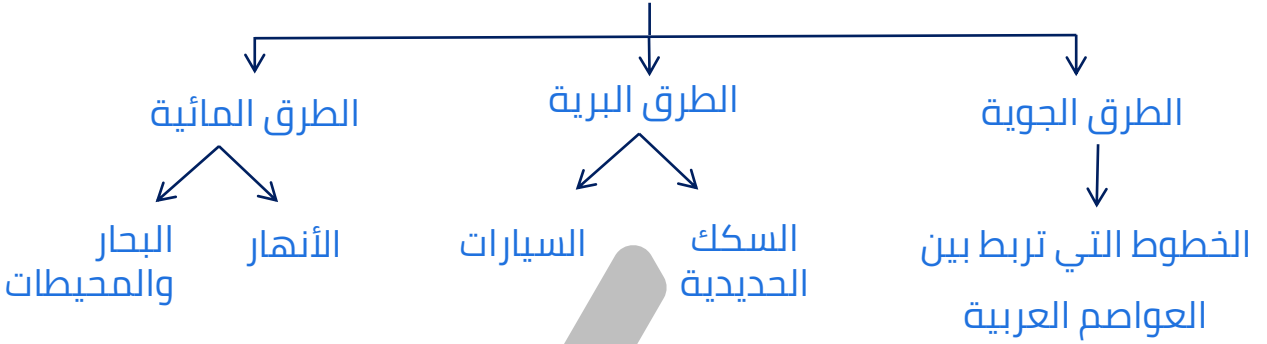 الطرق الجوية
الطرق البرية
الطرق المائية
الخطوط التي تربط بين
العواصم العربية
السكك
الحديدية
السيارات
الأنهار
البحار
والمحيطات